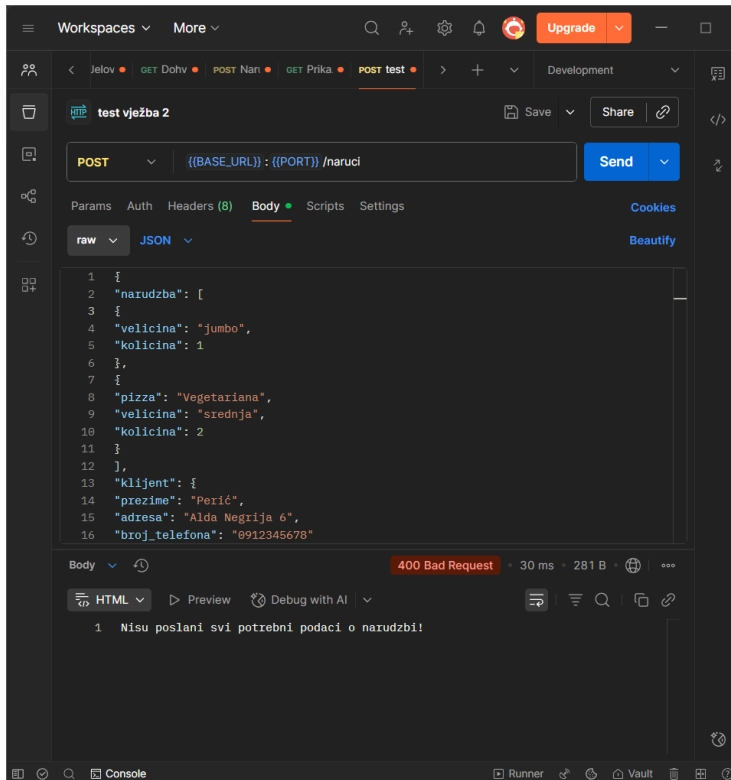 Workspaces More Upgrade
Jelov GET Dohv POST Nar GET Prika. POST test Development
HTTP test vježba 2 Save Share
POST {{BASE_URL}} : {{PORT}} /naruci Send
Params Auth Headers (8) Body Scripts Settings Cookies
raw JSON Beautify
1 {
2 "narudzba": [
3 {
4 "velicina": "jumbo",
5 "kolicina": 1
6 },
7 {
8 "pizza": "Vegetariana",
9 "velicina": "srednja",
10 "kolicina": 2
11 }
12 ],
13 "klijent": {
14 "prezime": "Perić",
15 "adresa": "Alda Negrija 6",
16 "broj_telefona": "0912345678"
Body 400 Bad Request 30 ms 281 B
HTML Preview Debug with AI
1 Nisu poslani svi potrebni podaci o narudzbi!
Console Runner Vault